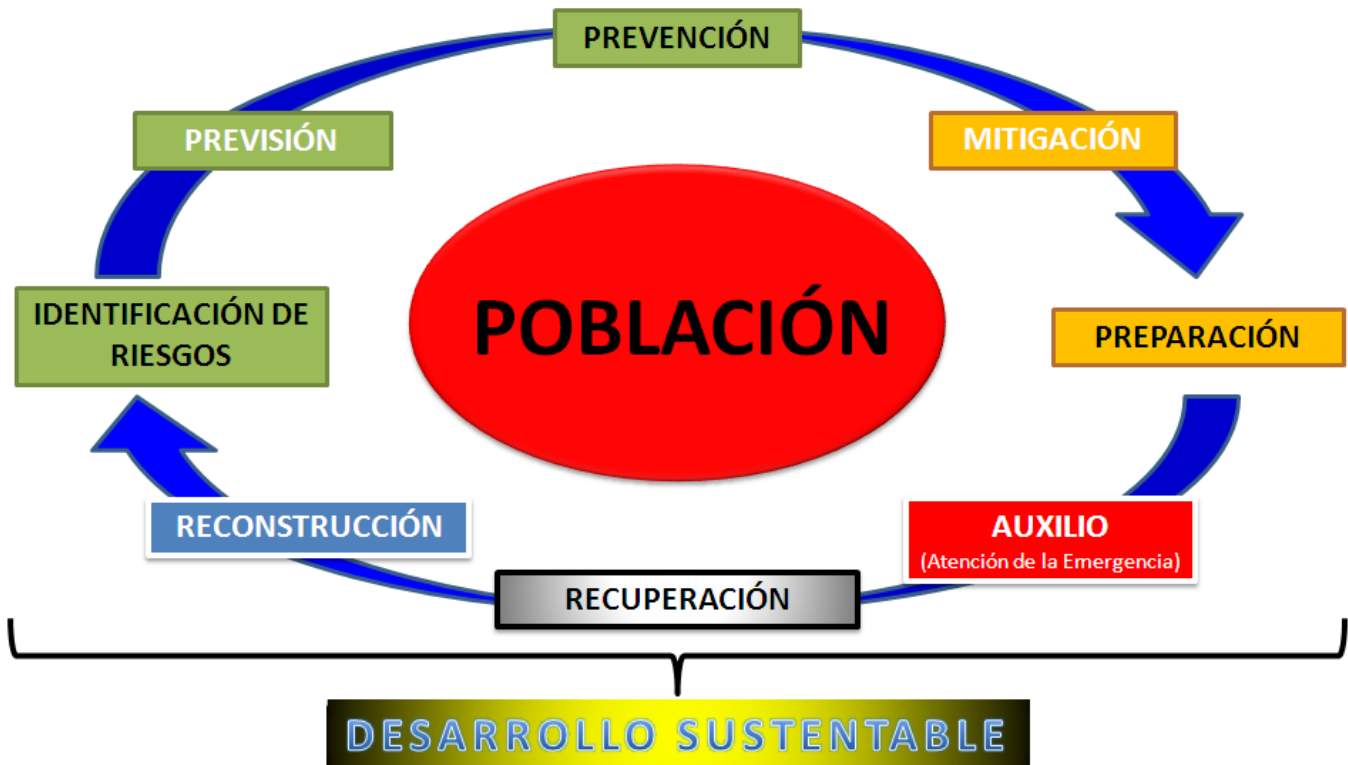 PREVENCIÓN
PREVISIÓN
MITIGACIÓN
IDENTIFICACIÓN DE
RIESGOS
POBLACIÓN
PREPARACIÓN
RECONSTRUCCIÓN
AUXILIO
(Atención de la Emergencia)
RECUPERACIÓN
DESARROLLO SUSTENTABLE